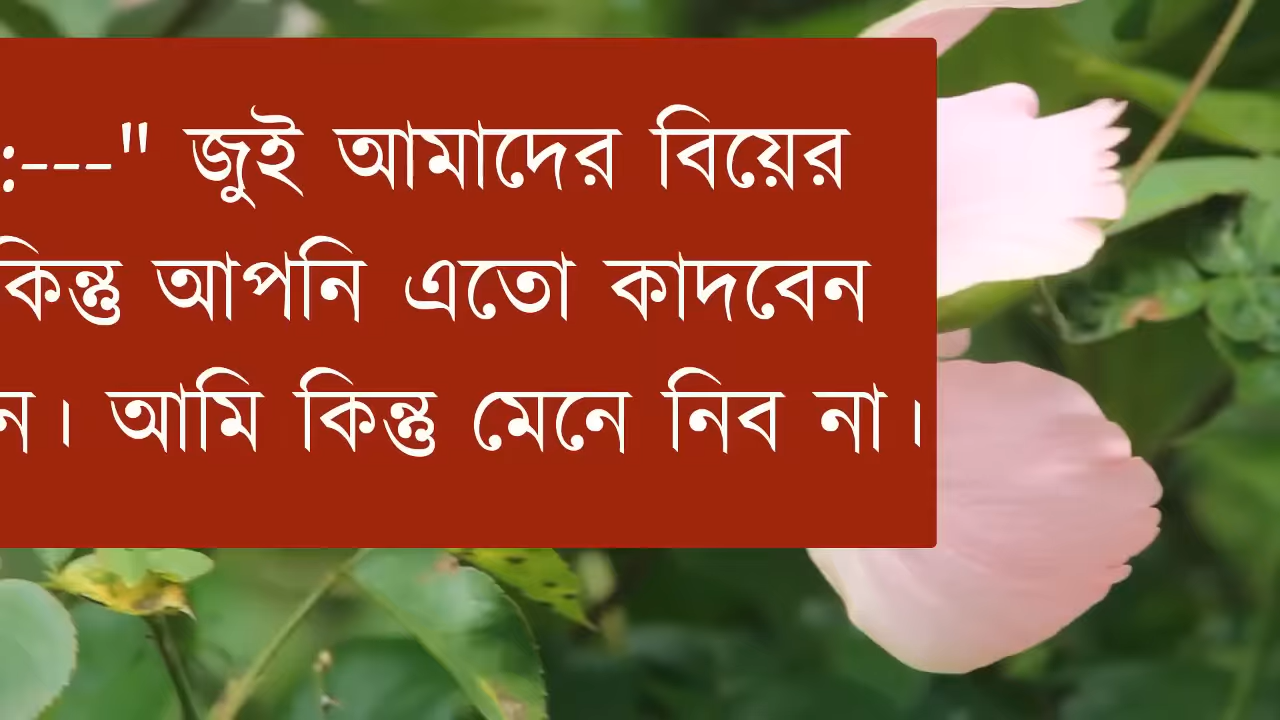 :---" জুই আমাদের বিয়ের
কিন্তু আপনি এতো কাদবেন
ন। আমি কিন্তু মেনে নিব না।